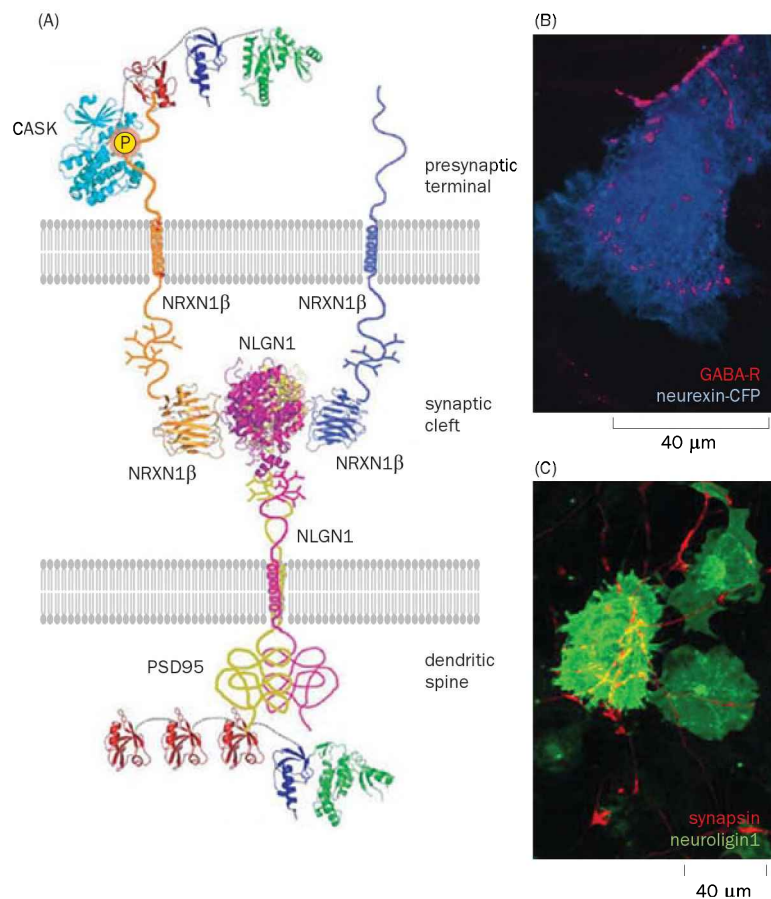 (A)
CASK
P
presynaptic
terminal
NRXN1β
NRXN1β
NLGN1
synaptic
cleft
NRXN1β
NRXN1β
NLGN1
PSD95
dendritic
spine
(B)
GABA-R
neurexin-CFP
40 μm
(C)
synapsin
neuroligin1
40 μm